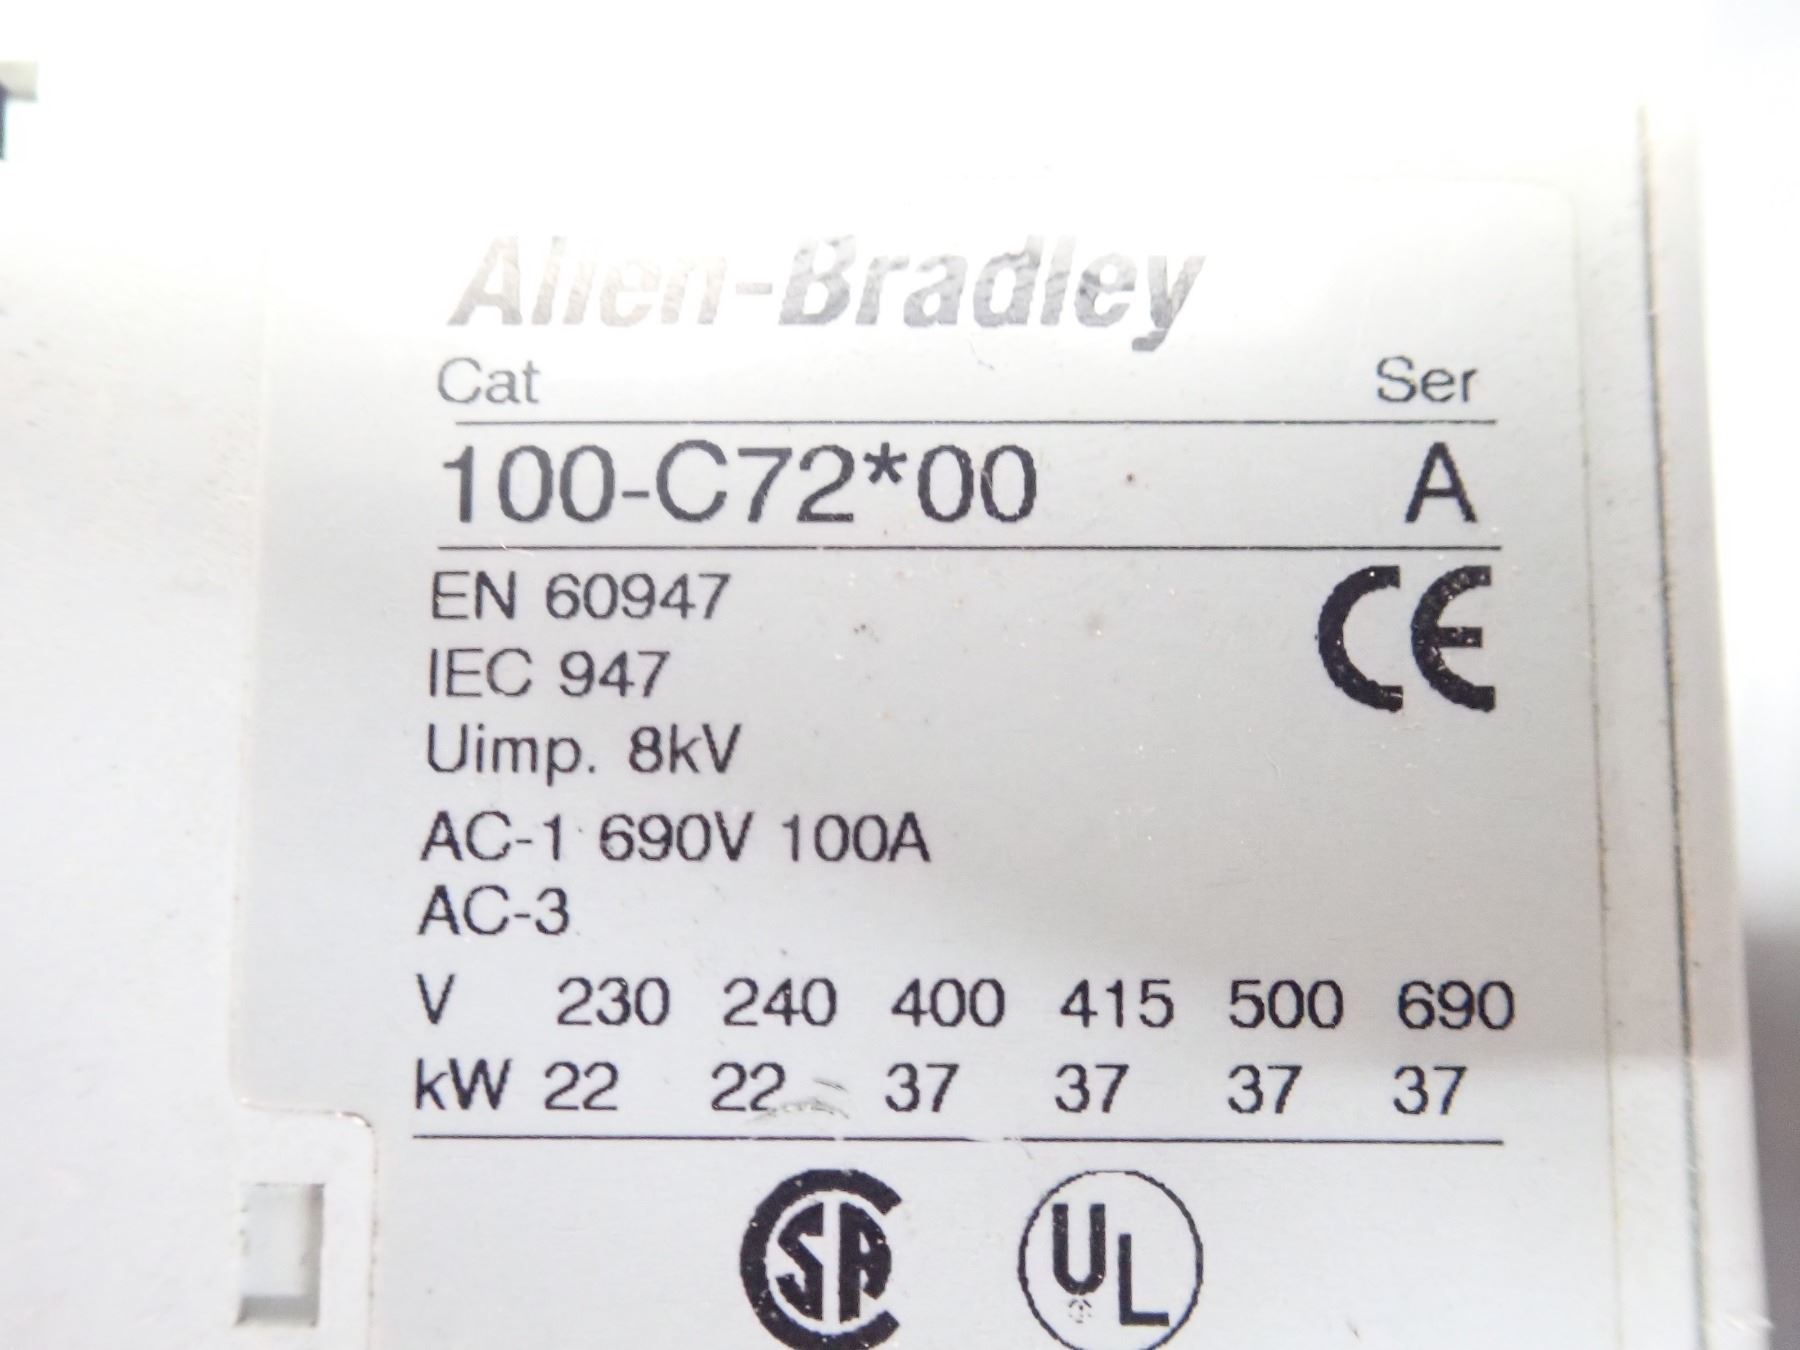 Allen-Bradley
Cat Ser
100-C72*00 A
EN 60947 CE
IEC 947
Uimp. 8kV
AC-1 690V 100A
AC-3
V 230 240 400 415 500 690
kW 22 22 37 37 37 37
CSA UL